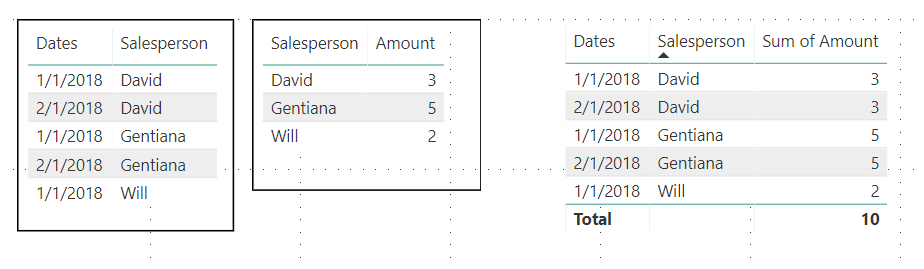 Dates Salesperson
1/1/2018 David
2/1/2018 David
1/1/2018 Gentiana
2/1/2018 Gentiana
1/1/2018 Will
Salesperson Amount
David 3
Gentiana 5
Will 2
Dates Salesperson Sum of Amount
1/1/2018 David 3
2/1/2018 David 3
1/1/2018 Gentiana 5
2/1/2018 Gentiana 5
1/1/2018 Will 2
Total 10